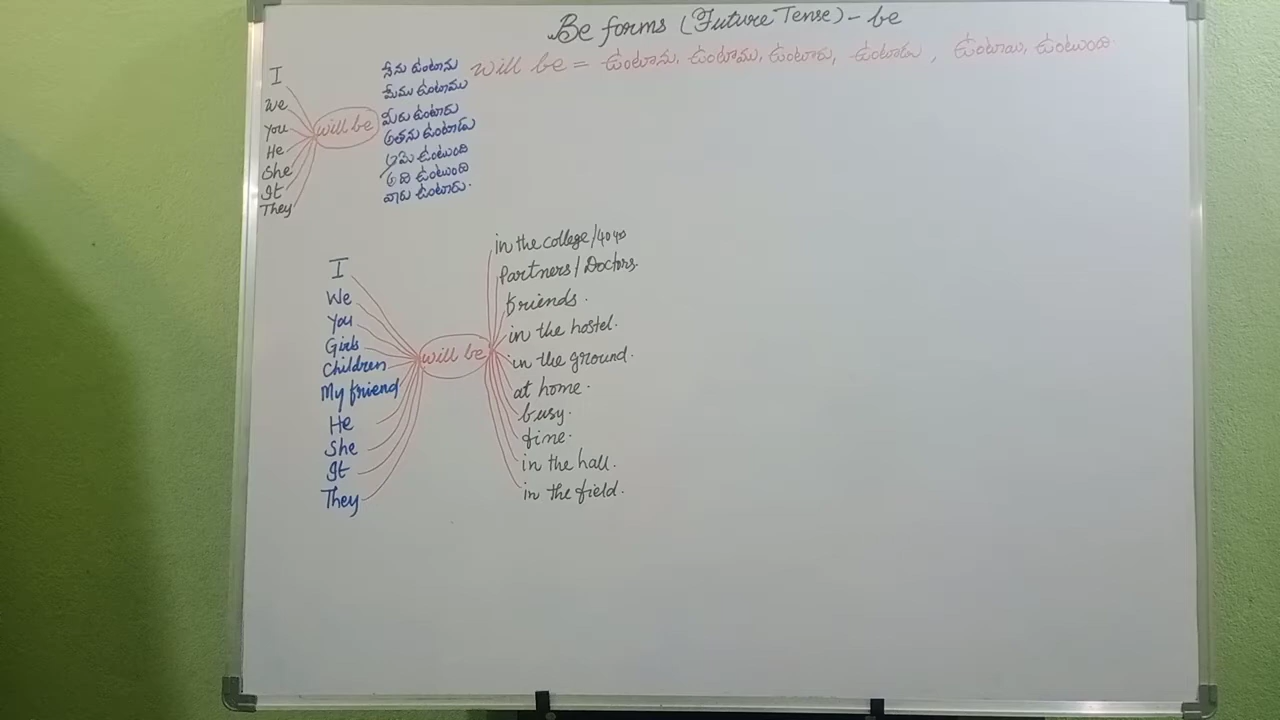 Be forms (Future Tense) - be
will be = ఉంటాను, ఉంటాము, ఉంటారు, ఉంటాడు, ఉంటాయి, ఉంటుంది.
I
We
You
He
She
It
They
will be
నేను ఉంటాను
మేము ఉంటాము
మీరు ఉంటారు
అతను ఉంటాడు
ఆమె ఉంటుంది
అది ఉంటుంది
వారు ఉంటారు.
I
We
You
Girls
Children
My friend
He
She
It
They
will be
in the college/40 yrs
Partners/Doctors.
Friends.
in the hostel.
in the ground.
at home.
busy.
fine.
in the hall.
in the field.